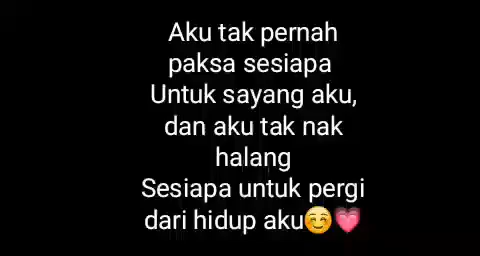 Aku tak pernah
paksa sesiapa
Untuk sayang aku,
dan aku tak nak
halang
Sesiapa untuk pergi
dari hidup aku☺️💗